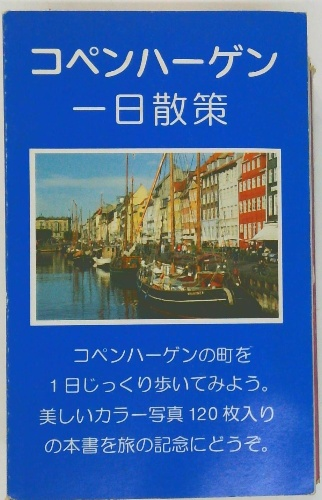 コペンハーゲン
一日散策
コペンハーゲンの町を
1日じっくり歩いてみよう。
美しいカラー写真120枚入り
の本書を旅の記念にどうぞ。